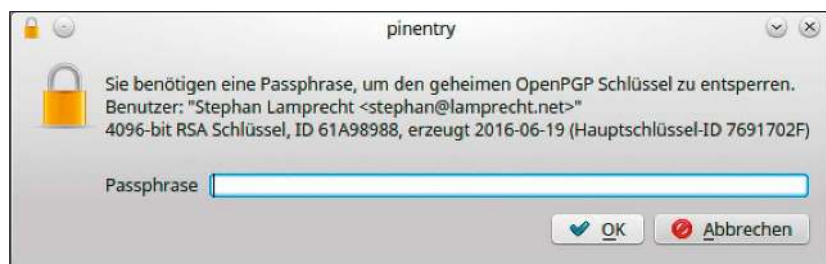 pinentry
Sie benötigen eine Passphrase, um den geheimen OpenPGP Schlüssel zu entsperren.
Benutzer: "Stephan Lamprecht <stephan@lamprecht.net>"
4096-bit RSA Schlüssel, ID 61A98988, erzeugt 2016-06-19 (Hauptschlüssel-ID 7691702F)
Passphrase
OK Abbrechen